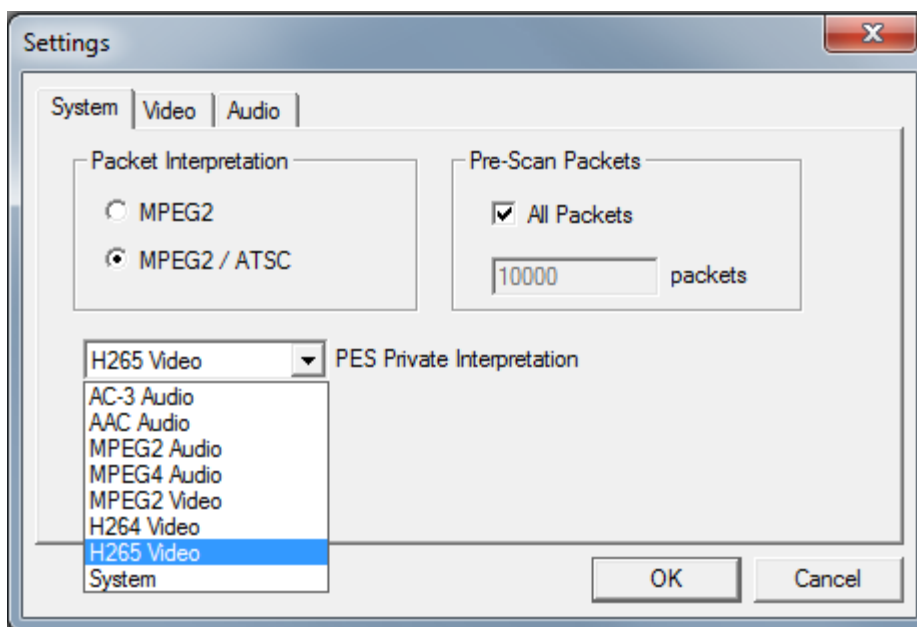 Settings
System
Video
Audio
Packet Interpretation
MPEG2
MPEG2 / ATSC
Pre-Scan Packets
All Packets
10000 packets
H265 Video PES Private Interpretation
AC-3 Audio
AAC Audio
MPEG2 Audio
MPEG4 Audio
MPEG2 Video
H264 Video
H265 Video
System
OK
Cancel